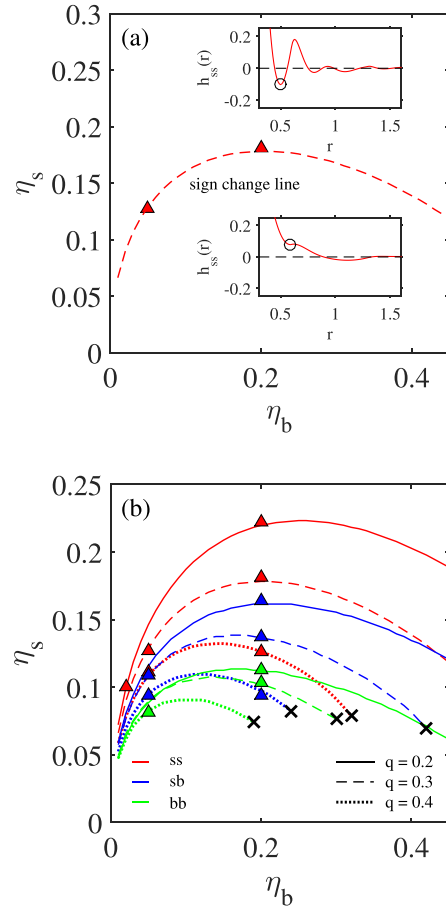 (a)
0.3
0.25
0.2
0.15
0.1
0.05
0
η_s
0.2
0
-0.2
h_ss(r)
0.5 1 1.5
r
sign change line
0.2
0
-0.2
h_ss(r)
0.5 1 1.5
r
0 0.2 0.4
η_b
(b)
0.25
0.2
0.15
0.1
0.05
0
η_s
ss
sb
bb
q = 0.2
q = 0.3
q = 0.4
0 0.2 0.4
η_b